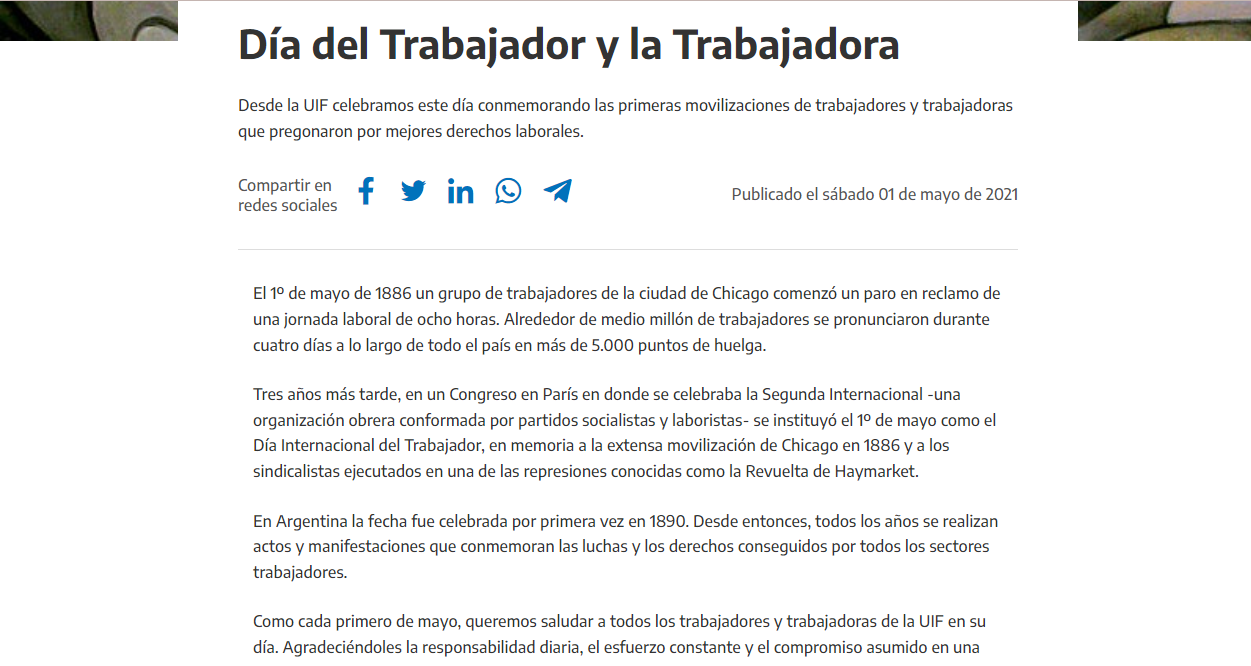 Día del Trabajador y la Trabajadora
Desde la UIF celebramos este día conmemorando las primeras movilizaciones de trabajadores y trabajadoras
que pregonaron por mejores derechos laborales.
Compartir en
redes sociales
Publicado el sábado 01 de mayo de 2021
El 1º de mayo de 1886 un grupo de trabajadores de la ciudad de Chicago comenzó un paro en reclamo de
una jornada laboral de ocho horas. Alrededor de medio millón de trabajadores se pronunciaron durante
cuatro días a lo largo de todo el país en más de 5.000 puntos de huelga.
Tres años más tarde, en un Congreso en París en donde se celebraba la Segunda Internacional -una
organización obrera conformada por partidos socialistas y laboristas- se instituyó el 1º de mayo como el
Día Internacional del Trabajador, en memoria a la extensa movilización de Chicago en 1886 y a los
sindicalistas ejecutados en una de las represiones conocidas como la Revuelta de Haymarket.
En Argentina la fecha fue celebrada por primera vez en 1890. Desde entonces, todos los años se realizan
actos y manifestaciones que conmemoran las luchas y los derechos conseguidos por todos los sectores
trabajadores.
Como cada primero de mayo, queremos saludar a todos los trabajadores y trabajadoras de la UIF en su
día. Agradeciéndoles la responsabilidad diaria, el esfuerzo constante y el compromiso asumido en una